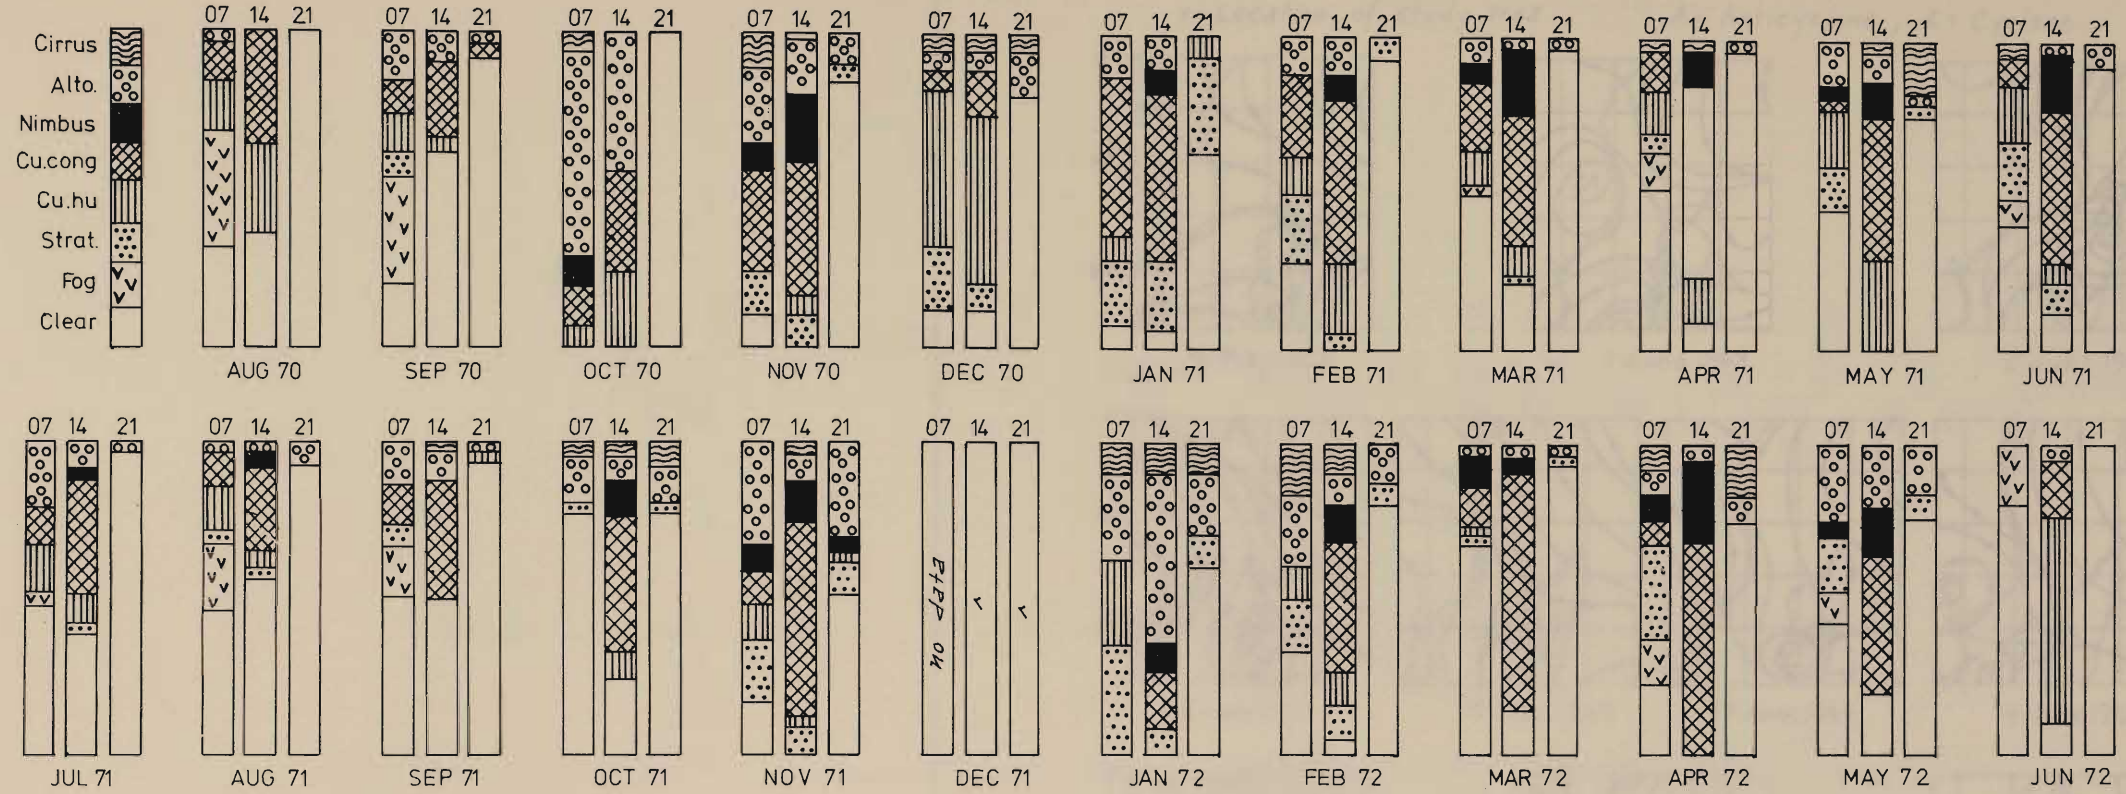 07 14 21 07 14 21 07 14 21 07 14 21 07 14 21 07 14 21 07 14 21 07 14 21 07 14 21 07 14 21 07 14 21
Cirrus
Alto.
Nimbus
Cu.cong
Cu.hu
Strat.
Fog
Clear
AUG 70 SEP 70 OCT 70 NOV 70 DEC 70 JAN 71 FEB 71 MAR 71 APR 71 MAY 71 JUN 71
07 14 21 07 14 21 07 14 21 07 14 21 07 14 21 07 14 21 07 14 21 07 14 21 07 14 21 07 14 21 07 14 21 07 14 21
no data
JUL 71 AUG 71 SEP 71 OCT 71 NOV 71 DEC 71 JAN 72 FEB 72 MAR 72 APR 72 MAY 72 JUN 72